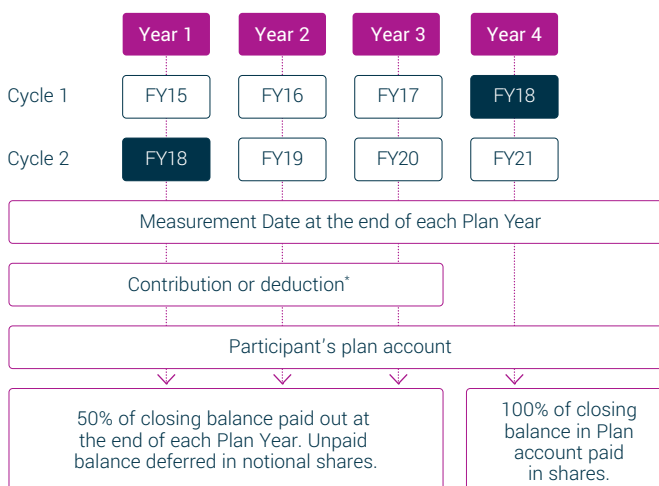 Year 1 Year 2 Year 3 Year 4
Cycle 1 FY15 FY16 FY17 FY18
Cycle 2 FY18 FY19 FY20 FY21
Measurement Date at the end of each Plan Year
Contribution or deduction*
Participant's plan account
50% of closing balance paid out at
the end of each Plan Year. Unpaid
balance deferred in notional shares.
100% of closing
balance in Plan
account paid
in shares.